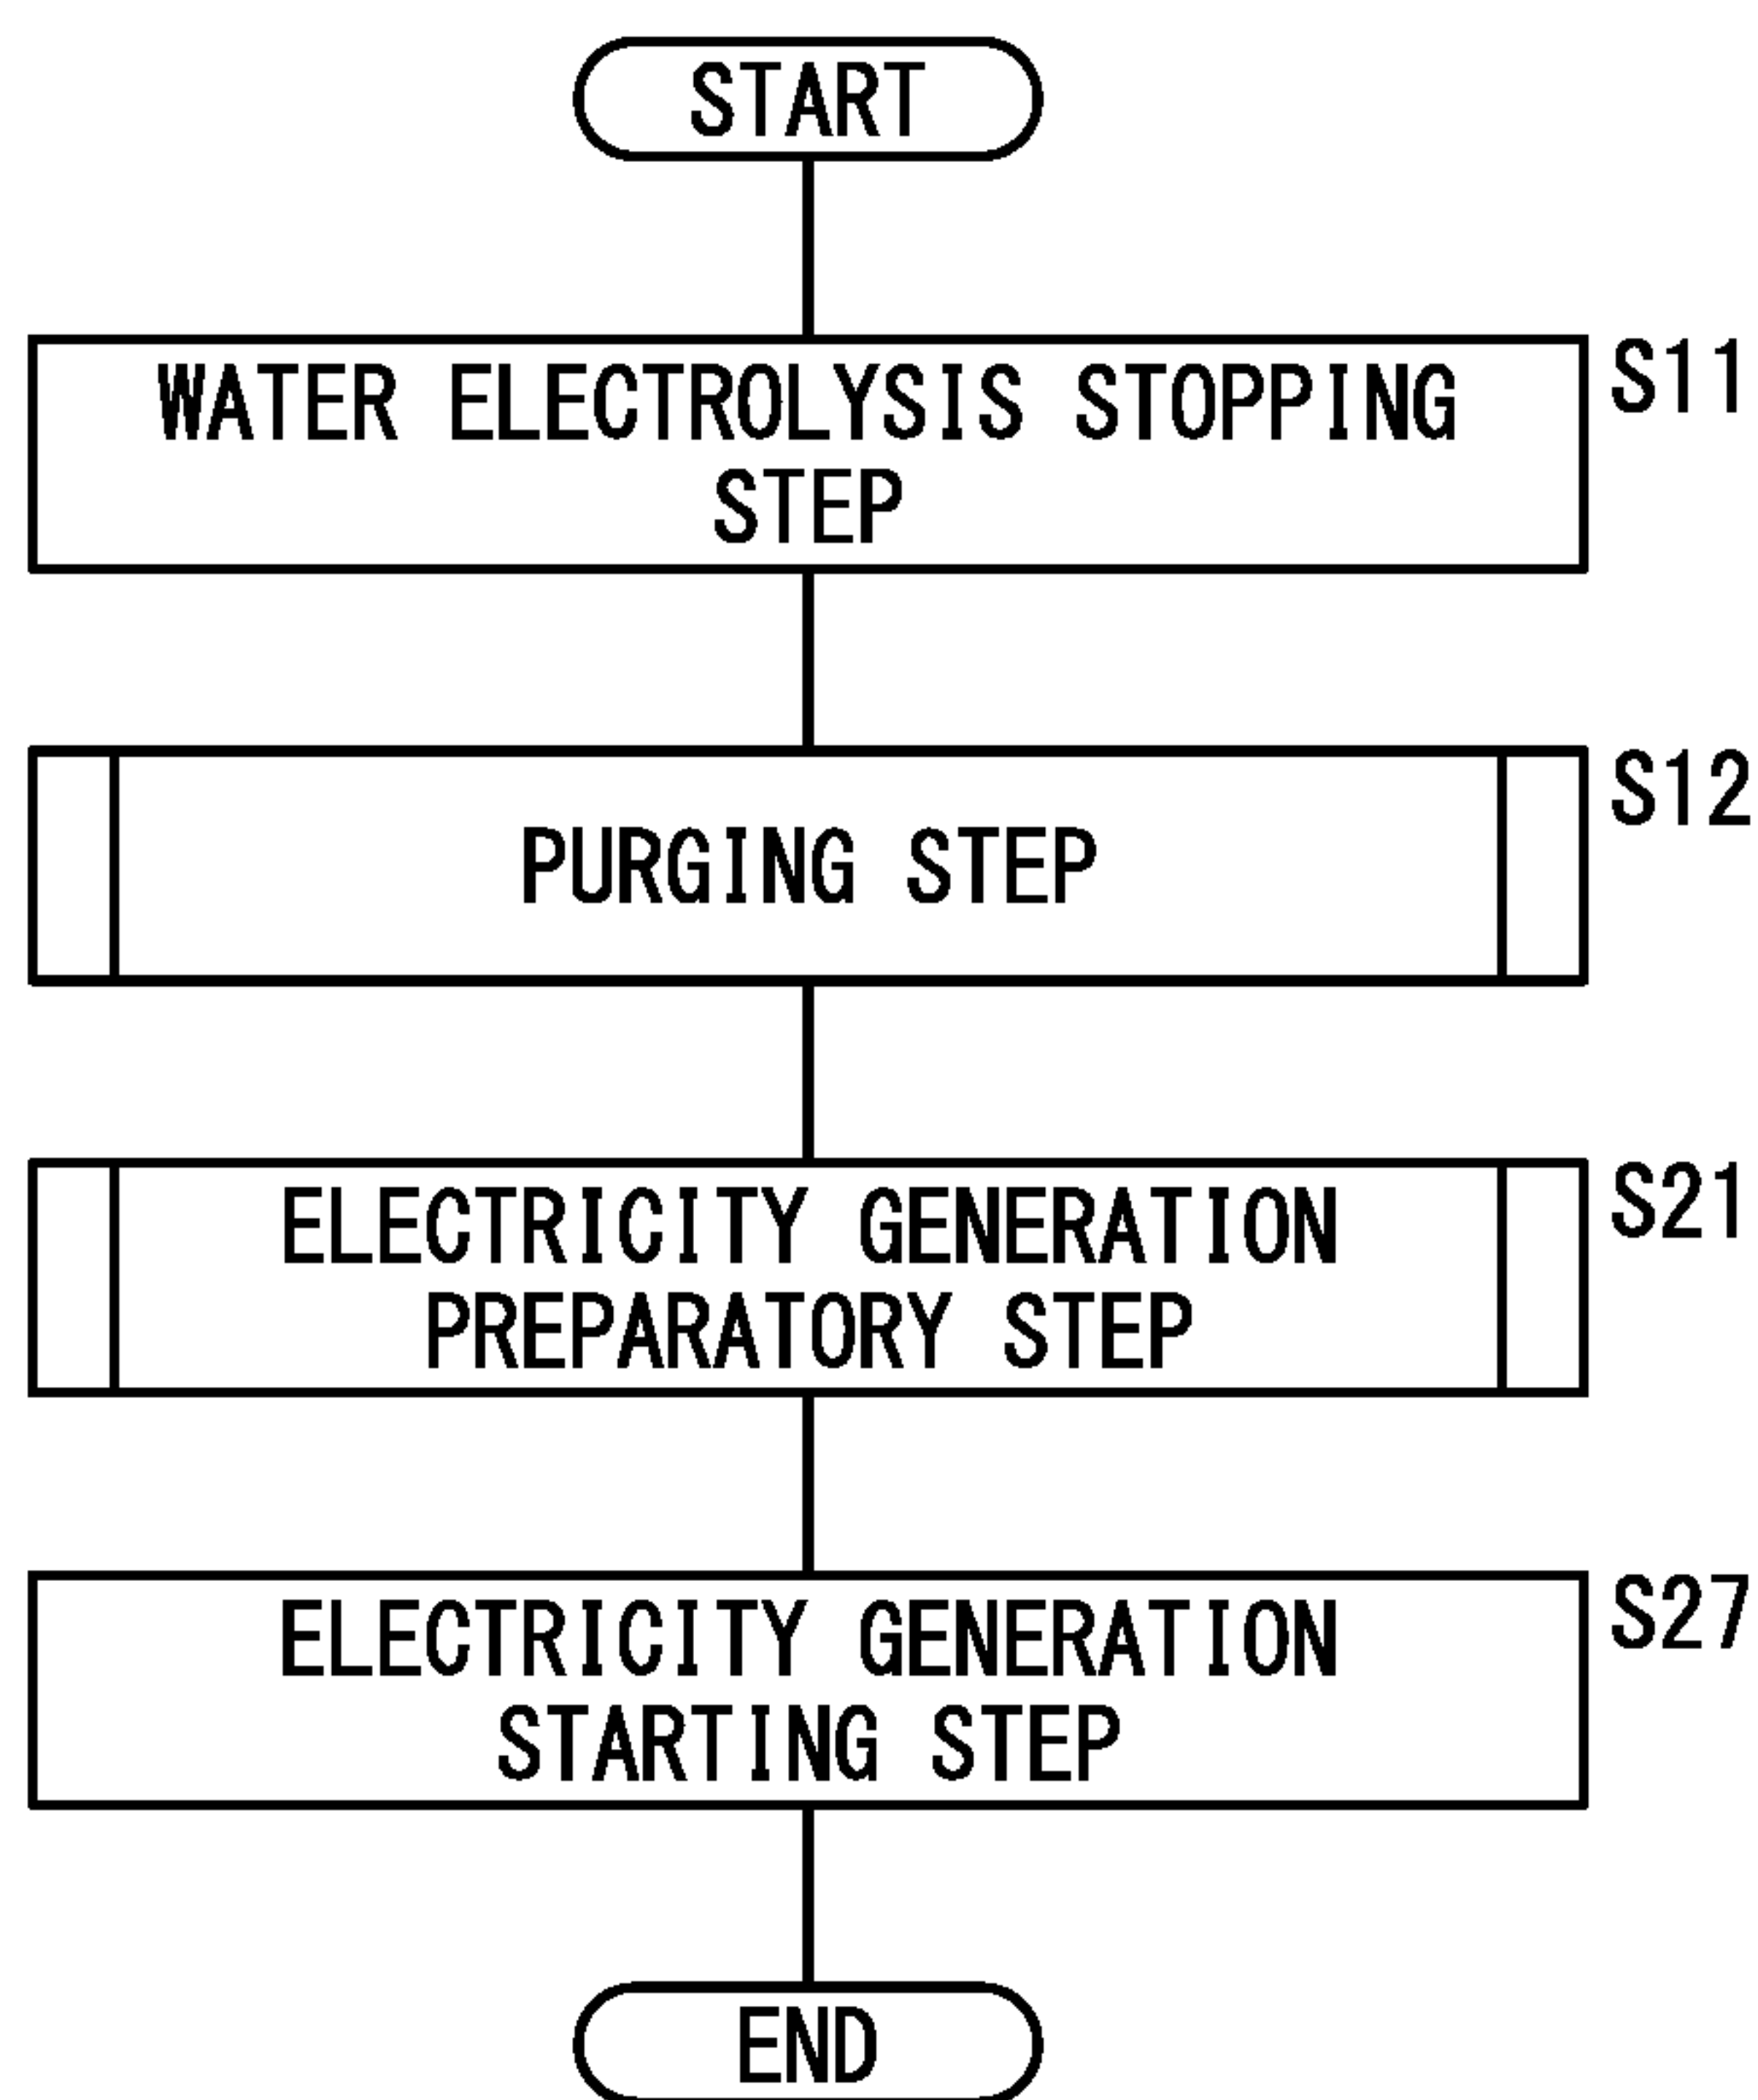 START
WATER ELECTROLYSIS STOPPING
STEP
S11
PURGING STEP
S12
ELECTRICITY GENERATION
PREPARATORY STEP
S21
ELECTRICITY GENERATION
STARTING STEP
S27
END